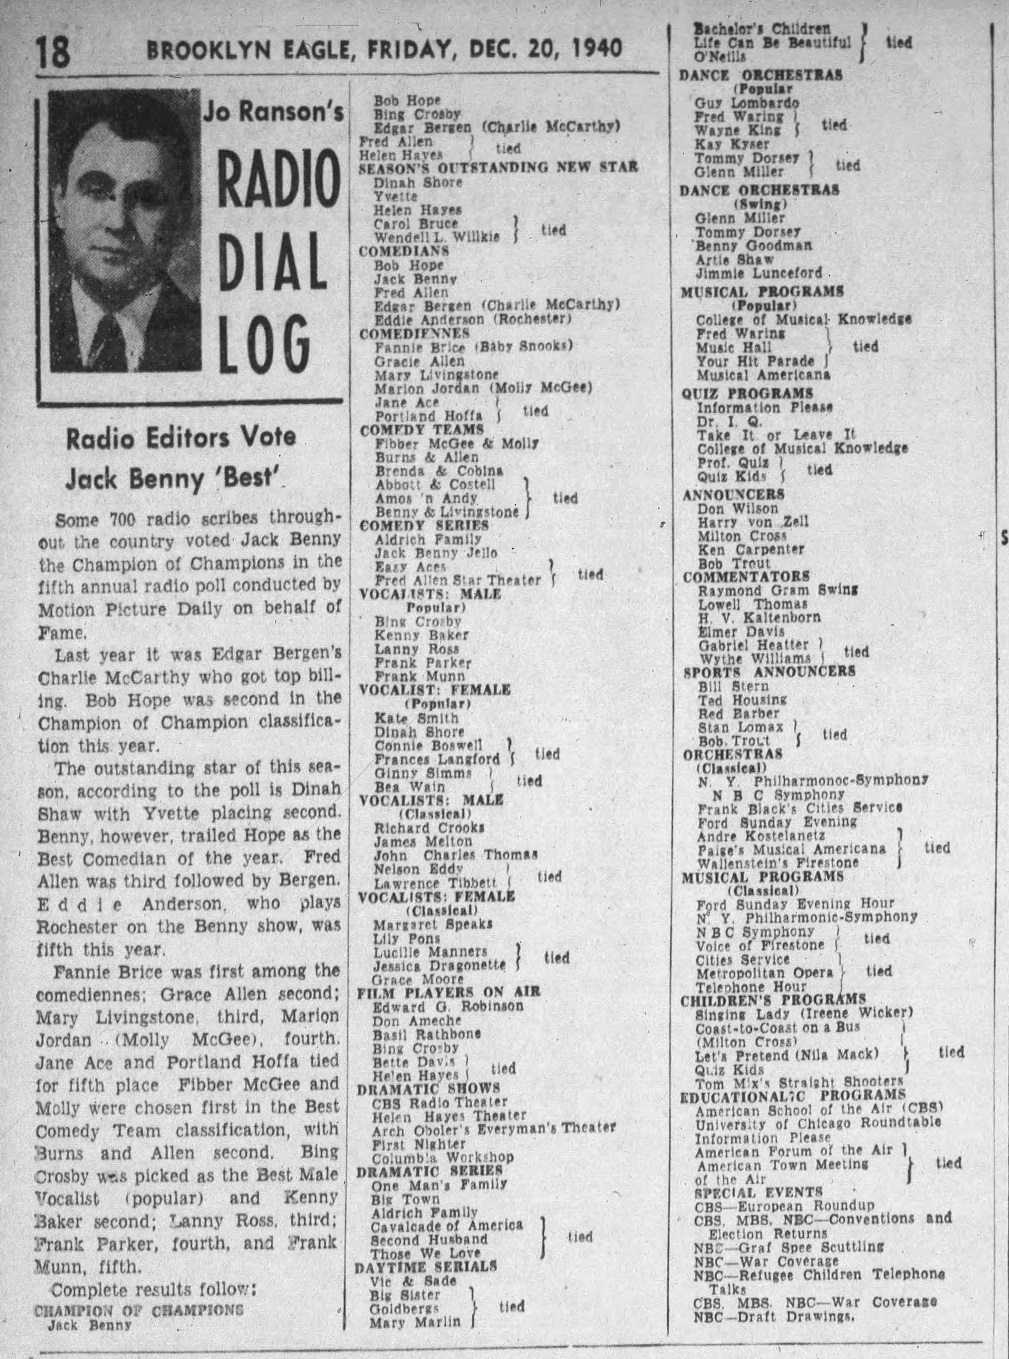 18 BROOKLYN EAGLE, FRIDAY, DEC. 20, 1940
Jo Ranson's
RADIO
DIAL
LOG
Radio Editors Vote
Jack Benny 'Best'
Some 700 radio scribes through-
out the country voted Jack Benny
the Champion of Champions in the
fifth annual radio poll conducted by
Motion Picture Daily on behalf of
Fame.
Last year it was Edgar Bergen's
Charlie McCarthy who got top bill-
ing. Bob Hope was second in the
Champion of Champion classifica-
tion this year.
The outstanding star of this sea-
son, according to the poll is Dinah
Shaw with Yvette placing second.
Benny, however, trailed Hope as the
Best Comedian of the year. Fred
Allen was third followed by Bergen.
Eddie Anderson, who plays
Rochester on the Benny show, was
fifth this year.
Fannie Brice was first among the
comediennes; Grace Allen second;
Mary Livingstone, third, Marion
Jordan (Molly McGee), fourth.
Jane Ace and Portland Hoffa tied
for fifth place Fibber McGee and
Molly were chosen first in the Best
Comedy Team classification, with
Burns and Allen second. Bing
Crosby was picked as the Best Male
Vocalist (popular) and Kenny
Baker second; Lanny Ross, third;
Frank Parker, fourth, and Frank
Munn, fifth.
Complete results follow:
CHAMPION OF CHAMPIONS
Jack Benny
Bob Hope
Bing Crosby
Edgar Bergen (Charlie McCarthy)
Fred Allen
Helen Hayes } tied
SEASON'S OUTSTANDING NEW STAR
Dinah Shore
Yvette
Helen Hayes
Carol Bruce
Wendell L. Willkie } tied
COMEDIANS
Bob Hope
Jack Benny
Fred Allen
Edgar Bergen (Charlie McCarthy)
Eddie Anderson (Rochester)
COMEDIENNES
Fannie Brice (Baby Snooks)
Gracie Allen
Mary Livingstone
Marion Jordan (Molly McGee)
Jane Ace
Portland Hoffa } tied
COMEDY TEAMS
Fibber McGee & Molly
Burns & Allen
Brenda & Cobina
Abbott & Costell
Amos 'n Andy } tied
Benny & Livingstone
COMEDY SERIES
Aldrich Family
Jack Benny Jello
Easy Aces
Fred Allen Star Theater } tied
VOCALISTS: MALE
Popular)
Bing Crosby
Kenny Baker
Lanny Ross
Frank Parker
Frank Munn
VOCALIST: FEMALE
(Popular)
Kate Smith
Dinah Shore
Connie Boswell
Frances Langford } tied
Ginny Simms
Bea Wain } tied
VOCALISTS: MALE
(Classical)
Richard Crooks
James Melton
John Charles Thomas
Nelson Eddy
Lawrence Tibbett } tied
VOCALISTS: FEMALE
(Classical)
Margaret Speaks
Lily Pons
Lucille Manners
Jessica Dragonette } tied
Grace Moore
FILM PLAYERS ON AIR
Edward G. Robinson
Don Ameche
Basil Rathbone
Bing Crosby
Bette Davis
Helen Hayes } tied
DRAMATIC SHOWS
CBS Radio Theater
Helen Hayes Theater
Arch Oboler's Everyman's Theater
First Nighter
Columbia Workshop
DRAMATIC SERIES
One Man's Family
Big Town
Aldrich Family
Cavalcade of America
Second Husband } tied
Those We Love
DAYTIME SERIALS
Vic & Sade
Big Sister
Goldbergs } tied
Mary Marlin
Bachelor's Children
Life Can Be Beautiful } tied
O'Neills
DANCE ORCHESTRAS
(Popular
Guy Lombardo
Fred Waring
Wayne King } tied
Kay Kyser
Tommy Dorsey
Glenn Miller } tied
DANCE ORCHESTRAS
(Swing)
Glenn Miller
Tommy Dorsey
Benny Goodman
Artie Shaw
Jimmie Lunceford
MUSICAL PROGRAMS
(Popular)
College of Musical Knowledge
Fred Waring
Music Hall } tied
Your Hit Parade
Musical Americana
QUIZ PROGRAMS
Information Please
Dr. I. Q.
Take It or Leave It
College of Musical Knowledge
Prof. Quiz
Quiz Kids } tied
ANNOUNCERS
Don Wilson
Harry von Zell
Milton Cross
Ken Carpenter
Bob Trout
COMMENTATORS
Raymond Gram Swing
Lowell Thomas
H. V. Kaltenborn
Elmer Davis
Gabriel Heatter
Wythe Williams } tied
SPORTS ANNOUNCERS
Bill Stern
Ted Housing
Red Barber
Stan Lomax
Bob Trout } tied
ORCHESTRAS
(Classical)
N. Y. Philharmonoc-Symphony
N B C Symphony
Frank Black's Cities Service
Ford Sunday Evening
Andre Kostelanetz
Paige's Musical Americana } tied
Wallenstein's Firestone
MUSICAL PROGRAMS
(Classical)
Ford Sunday Evening Hour
N. Y. Philharmonic-Symphony
N B C Symphony
Voice of Firestone } tied
Cities Service
Metropolitan Opera } tied
Telephone Hour
CHILDREN'S PROGRAMS
Singing Lady (Ireene Wicker)
Coast-to-Coast on a Bus
(Milton Cross)
Let's Pretend (Nila Mack) } tied
Quiz Kids
Tom Mix's Straight Shooters
EDUCATIONAL PROGRAMS
American School of the Air (CBS)
University of Chicago Roundtable
Information Please
American Forum of the Air
American Town Meeting } tied
of the Air
SPECIAL EVENTS
CBS—European Roundup
CBS, MBS, NBC—Conventions and
Election Returns
NBC—Graf Spee Scuttling
NBC—War Coverage
NBC—Refugee Children Telephone
Talks
CBS, MBS, NBC—War Coverage
NBC—Draft Drawings.